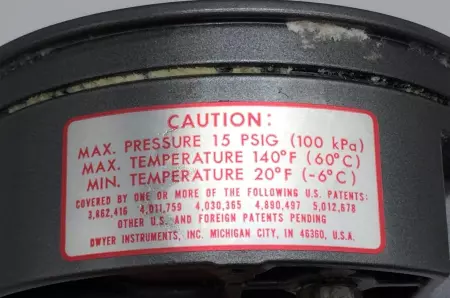 CAUTION:
MAX. PRESSURE 15 PSIG (100 kPa)
MAX. TEMPERATURE 140°F (60°C)
MIN. TEMPERATURE 20°F (-6°C)
COVERED BY ONE OR MORE OF THE FOLLOWING U.S. PATENTS:
3,862,416 4,011,759 4,030,365 4,890,497 5,012,678
OTHER U.S. AND FOREIGN PATENTS PENDING
DWYER INSTRUMENTS, INC. MICHIGAN CITY, IN 46360, U.S.A.